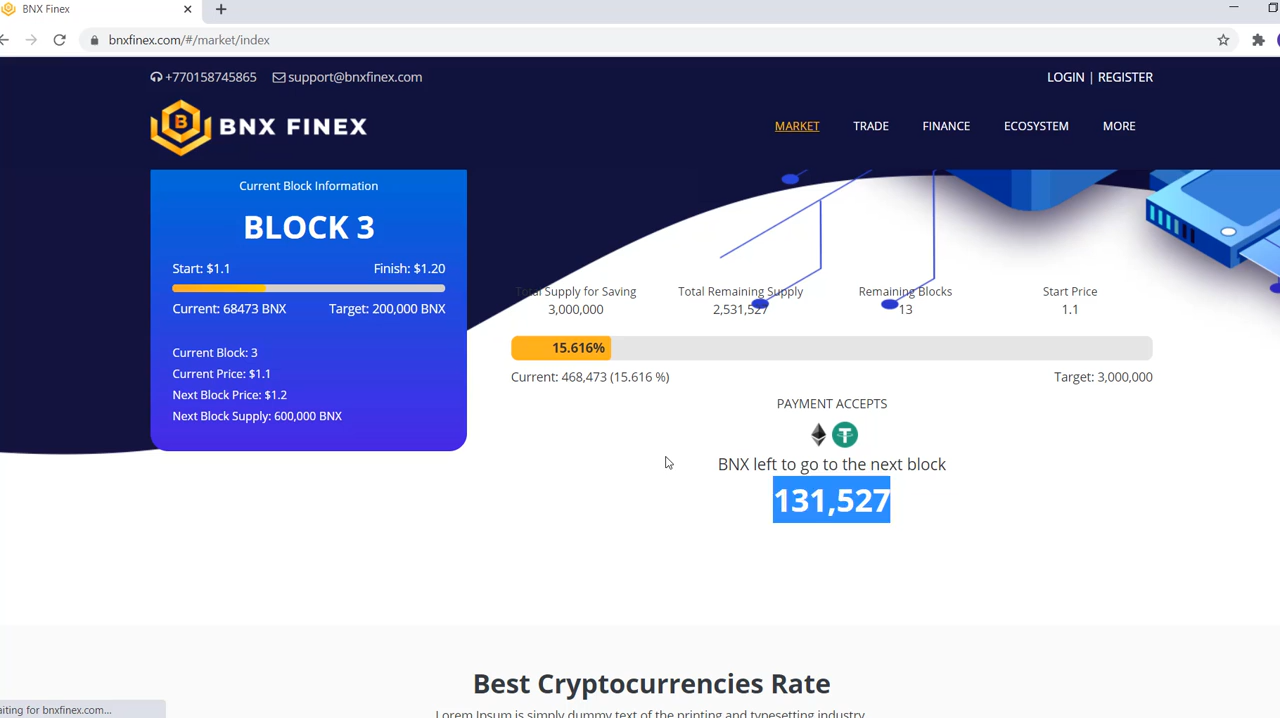 BNX Finex
bnxfinex.com/#/market/index
+770158745865 support@bnxfinex.com
LOGIN | REGISTER
BNX FINEX
MARKET TRADE FINANCE ECOSYSTEM MORE
Current Block Information
BLOCK 3
Start: $1.1 Finish: $1.20
Current: 68473 BNX Target: 200,000 BNX
Current Block: 3
Current Price: $1.1
Next Block Price: $1.2
Next Block Supply: 600,000 BNX
Total Supply for Saving Total Remaining Supply Remaining Blocks Start Price
3,000,000 2,531,527 13 1.1
15.616%
Current: 468,473 (15.616 %) Target: 3,000,000
PAYMENT ACCEPTS
BNX left to go to the next block
131,527
Best Cryptocurrencies Rate
Lorem Ipsum is simply dummy text of the printing and typesetting industry.
aiting for bnxfinex.com...